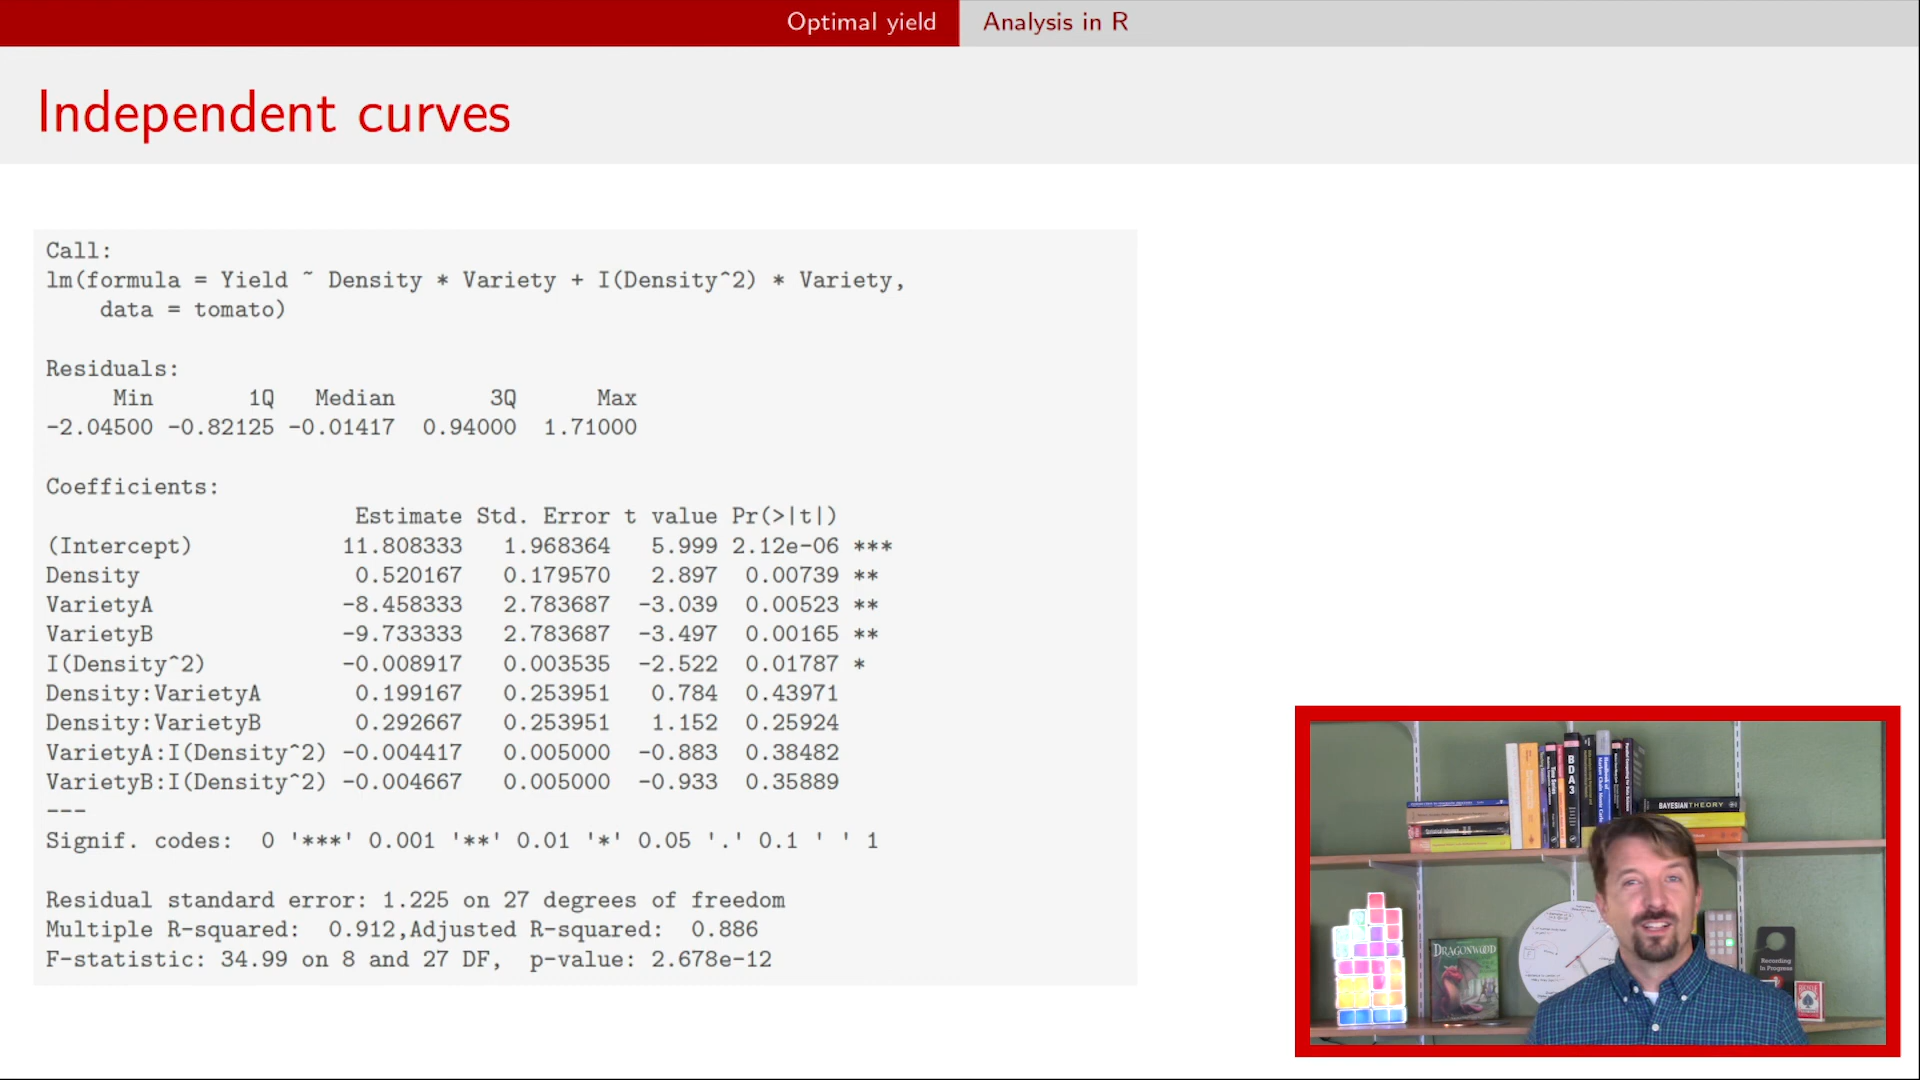 Optimal yield
Analysis in R
Independent curves
Call:
lm(formula = Yield ~ Density * Variety + I(Density^2) * Variety,
    data = tomato)
Residuals:
     Min       1Q   Median       3Q      Max
-2.04500 -0.82125 -0.01417  0.94000  1.71000
Coefficients:
                       Estimate Std. Error t value Pr(>|t|)
(Intercept)           11.808333   1.968364   5.999 2.12e-06 ***
Density                0.520167   0.179570   2.897  0.00739 **
VarietyA              -8.458333   2.783687  -3.039  0.00523 **
VarietyB              -9.733333   2.783687  -3.497  0.00165 **
I(Density^2)          -0.008917   0.003535  -2.522  0.01787 *
Density:VarietyA       0.199167   0.253951   0.784  0.43971
Density:VarietyB       0.292667   0.253951   1.152  0.25924
VarietyA:I(Density^2) -0.004417   0.005000  -0.883  0.38482
VarietyB:I(Density^2) -0.004667   0.005000  -0.933  0.35889
---
Signif. codes:  0 '***' 0.001 '**' 0.01 '*' 0.05 '.' 0.1 ' ' 1
Residual standard error: 1.225 on 27 degrees of freedom
Multiple R-squared:  0.912,Adjusted R-squared:  0.886
F-statistic: 34.99 on 8 and 27 DF,  p-value: 2.678e-12
BDA3
BAYESIAN THEORY
DRAGONWOOD
Recording
In Progress